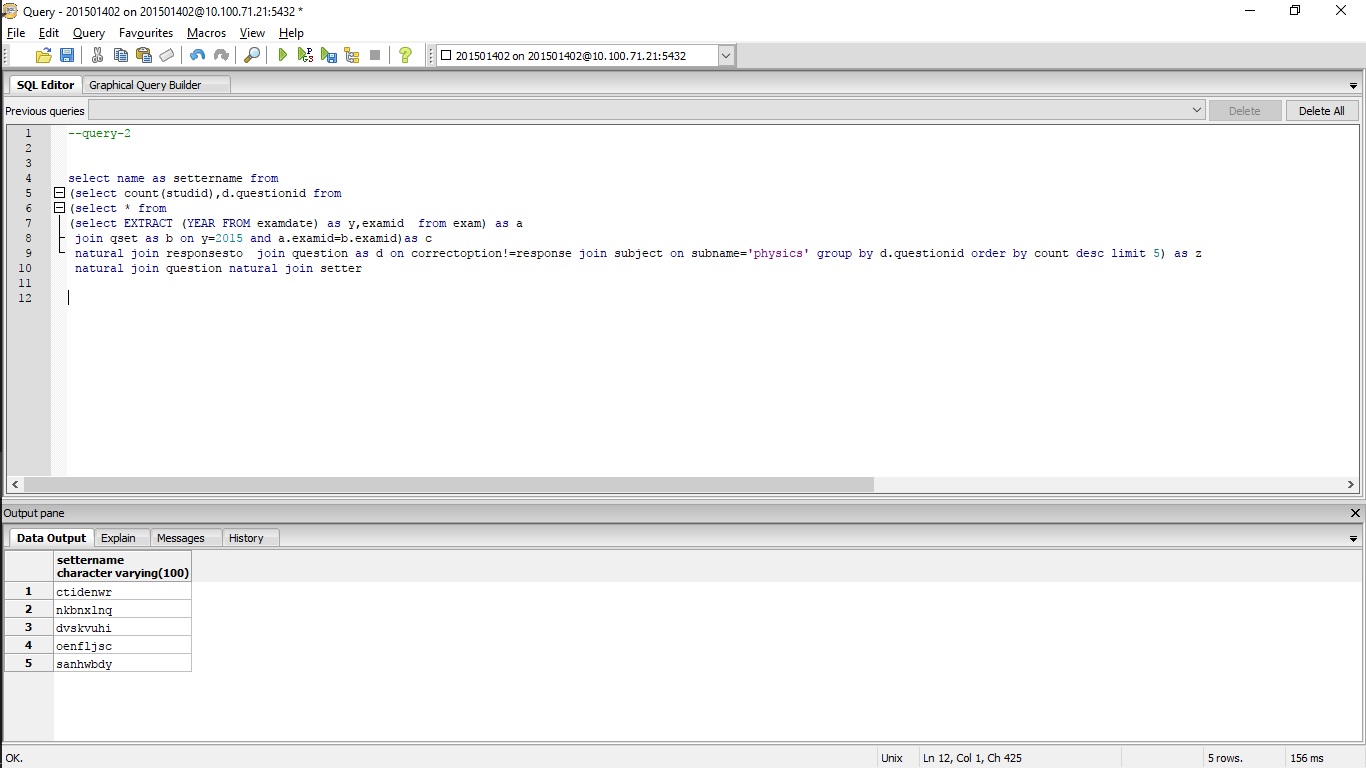 Query - 201501402 on 201501402@10.100.71.21:5432 *
File Edit Query Favourites Macros View Help
201501402 on 201501402@10.100.71.21:5432
SQL Editor Graphical Query Builder
Previous queries Delete Delete All
1 --query-2
2
3
4 select name as settername from
5 (select count(studid),d.questionid from
6 (select * from
7 (select EXTRACT (YEAR FROM examdate) as y,examid  from exam) as a
8 join qset as b on y=2015 and a.examid=b.examid)as c
9 natural join responsesto  join question as d on correctoption!=response join subject on subname='physics' group by d.questionid order by count desc limit 5) as z
10 natural join question natural join setter
11
12
Output pane
Data Output Explain Messages History
settername
character varying(100)
1 ctidenwr
2 nkbnxlnq
3 dvskvuhi
4 oenfljsc
5 sanhwbdy
OK. Unix Ln 12, Col 1, Ch 425 5 rows. 156 ms